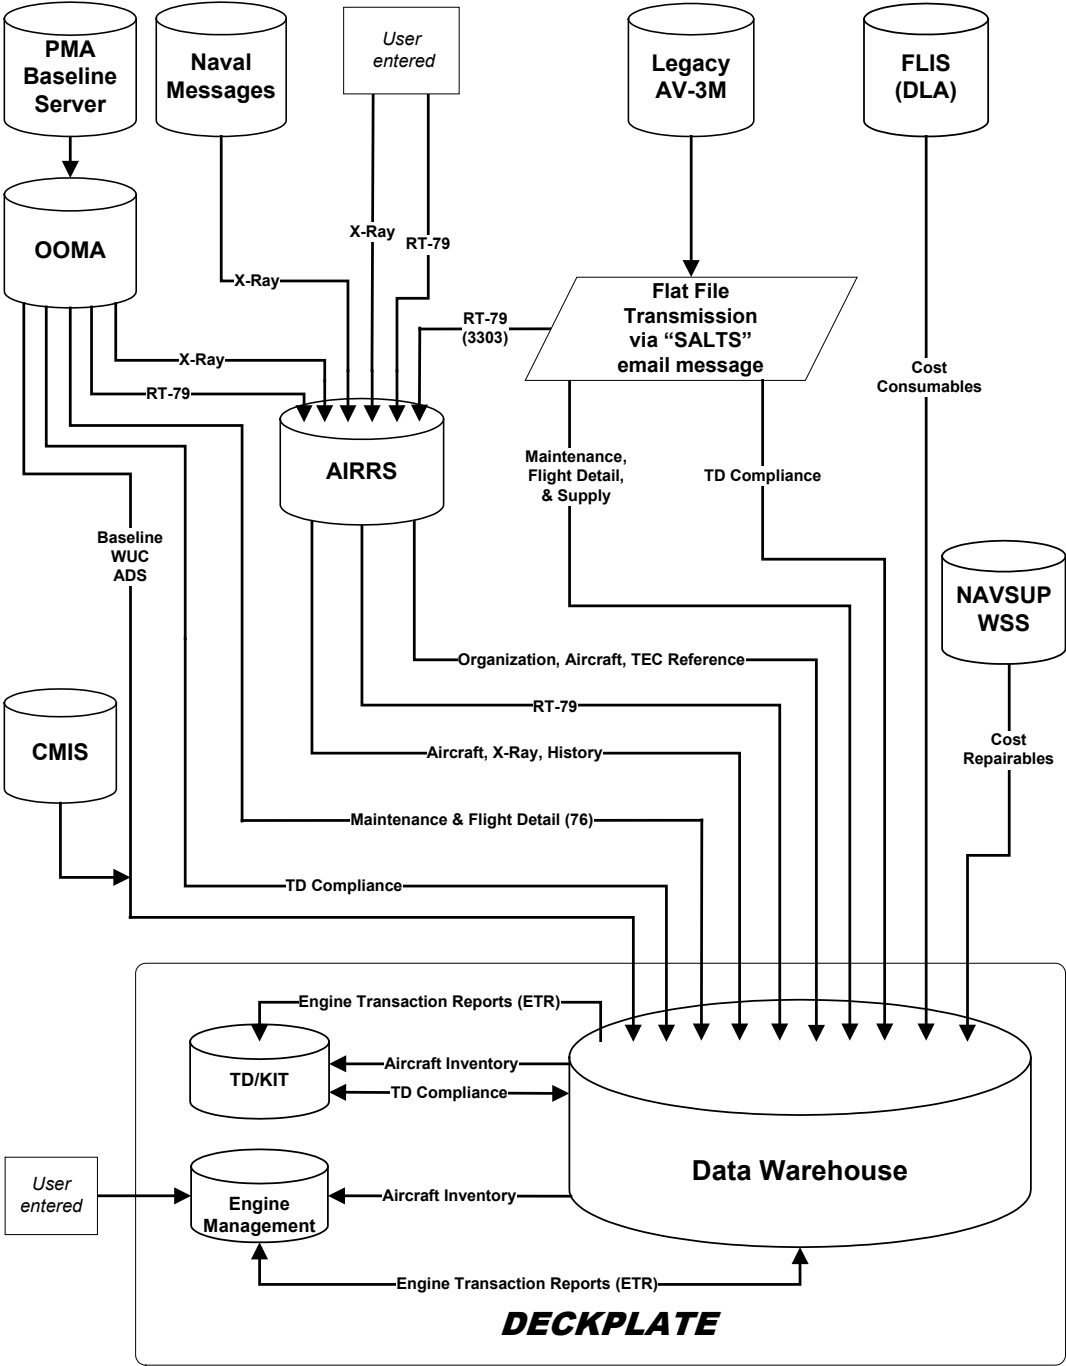 PMA
Baseline
Server
Naval
Messages
User
entered
Legacy
AV-3M
FLIS
(DLA)
OOMA
X-Ray
RT-79
X-Ray
Flat File
Transmission
via “SALTS”
email message
RT-79
(3303)
X-Ray
RT-79
Cost
Consumables
AIRRS
Maintenance,
Flight Detail,
& Supply
TD Compliance
Baseline
WUC
ADS
NAVSUP
WSS
Organization, Aircraft, TEC Reference
RT-79
CMIS
Aircraft, X-Ray, History
Cost
Repairables
Maintenance & Flight Detail (76)
TD Compliance
Engine Transaction Reports (ETR)
Aircraft Inventory
TD/KIT
TD Compliance
Data Warehouse
User
entered
Engine
Management
Aircraft Inventory
Engine Transaction Reports (ETR)
DECKPLATE